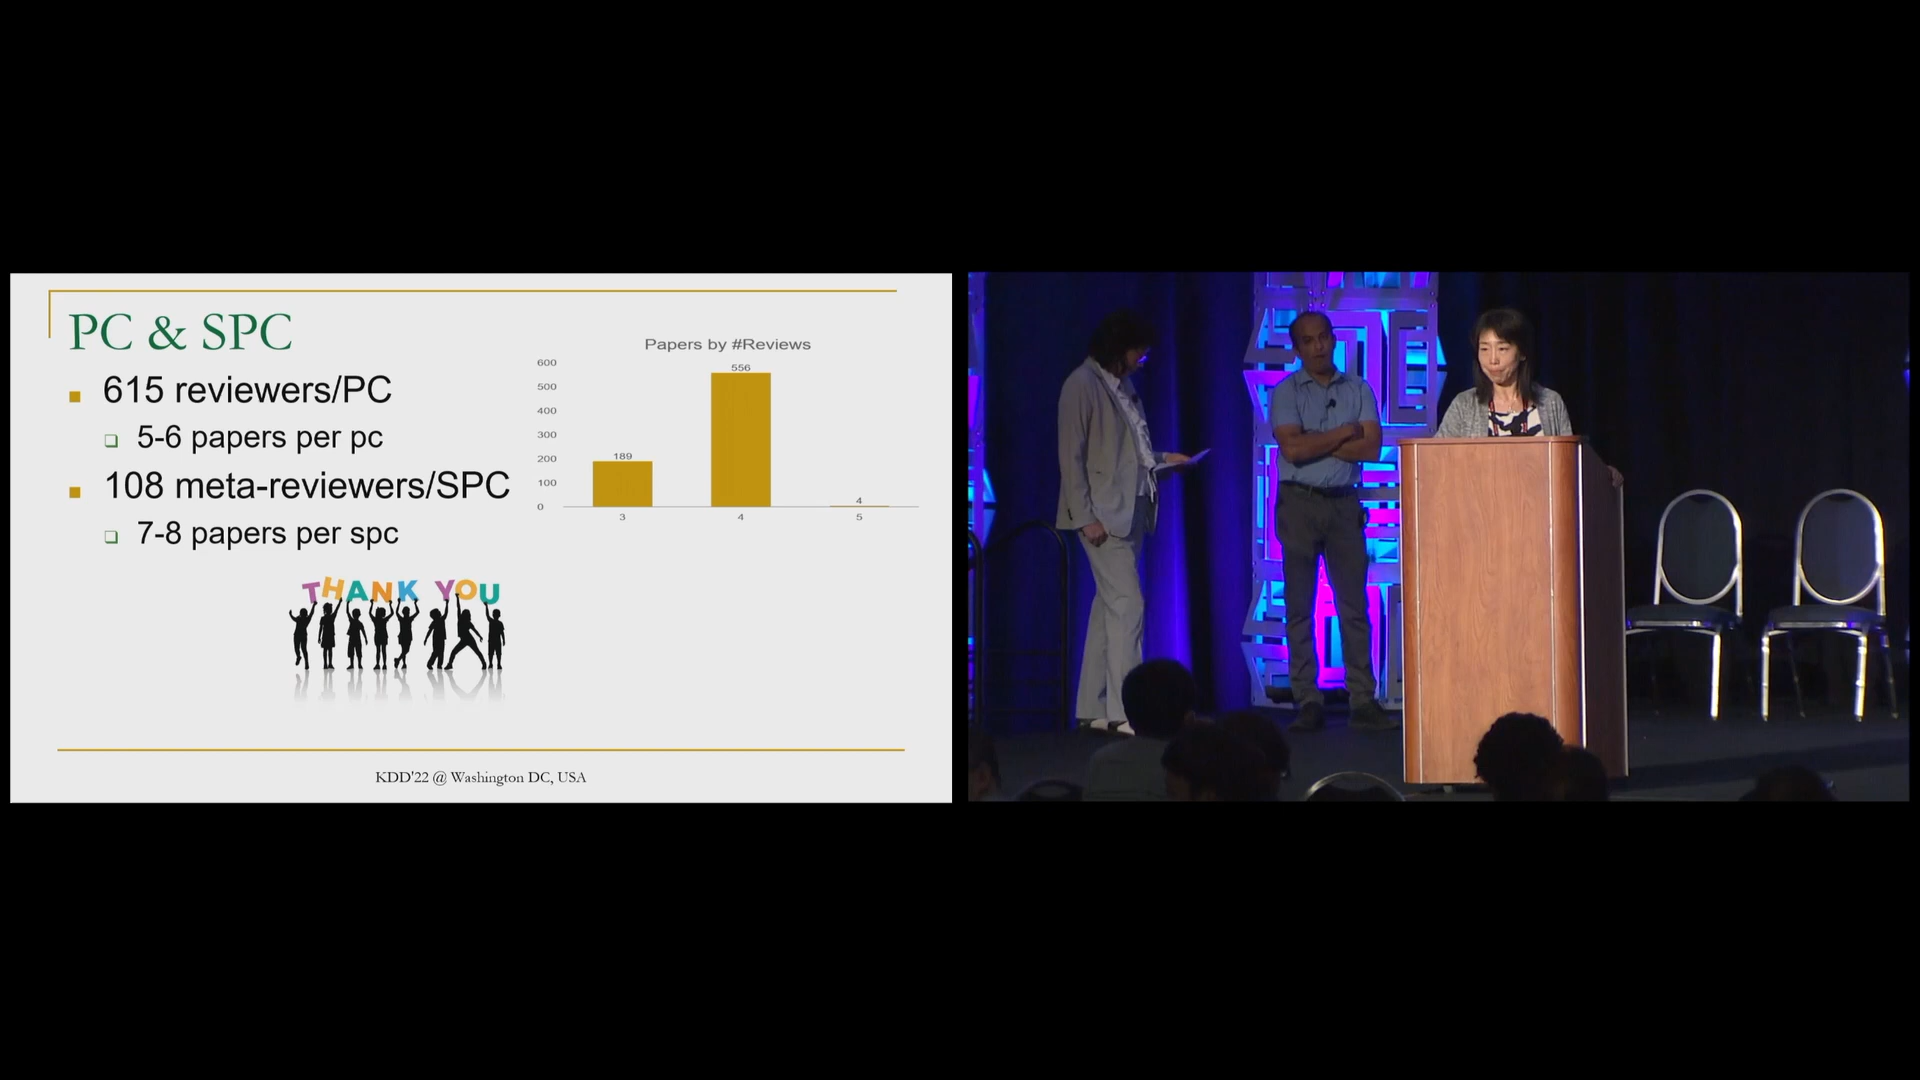 PC & SPC
615 reviewers/PC
5-6 papers per pc
108 meta-reviewers/SPC
7-8 papers per spc
Papers by #Reviews
600
500
400
300
200
100
0
189
556
4
3
4
5
THANK YOU
KDD'22 @ Washington DC, USA